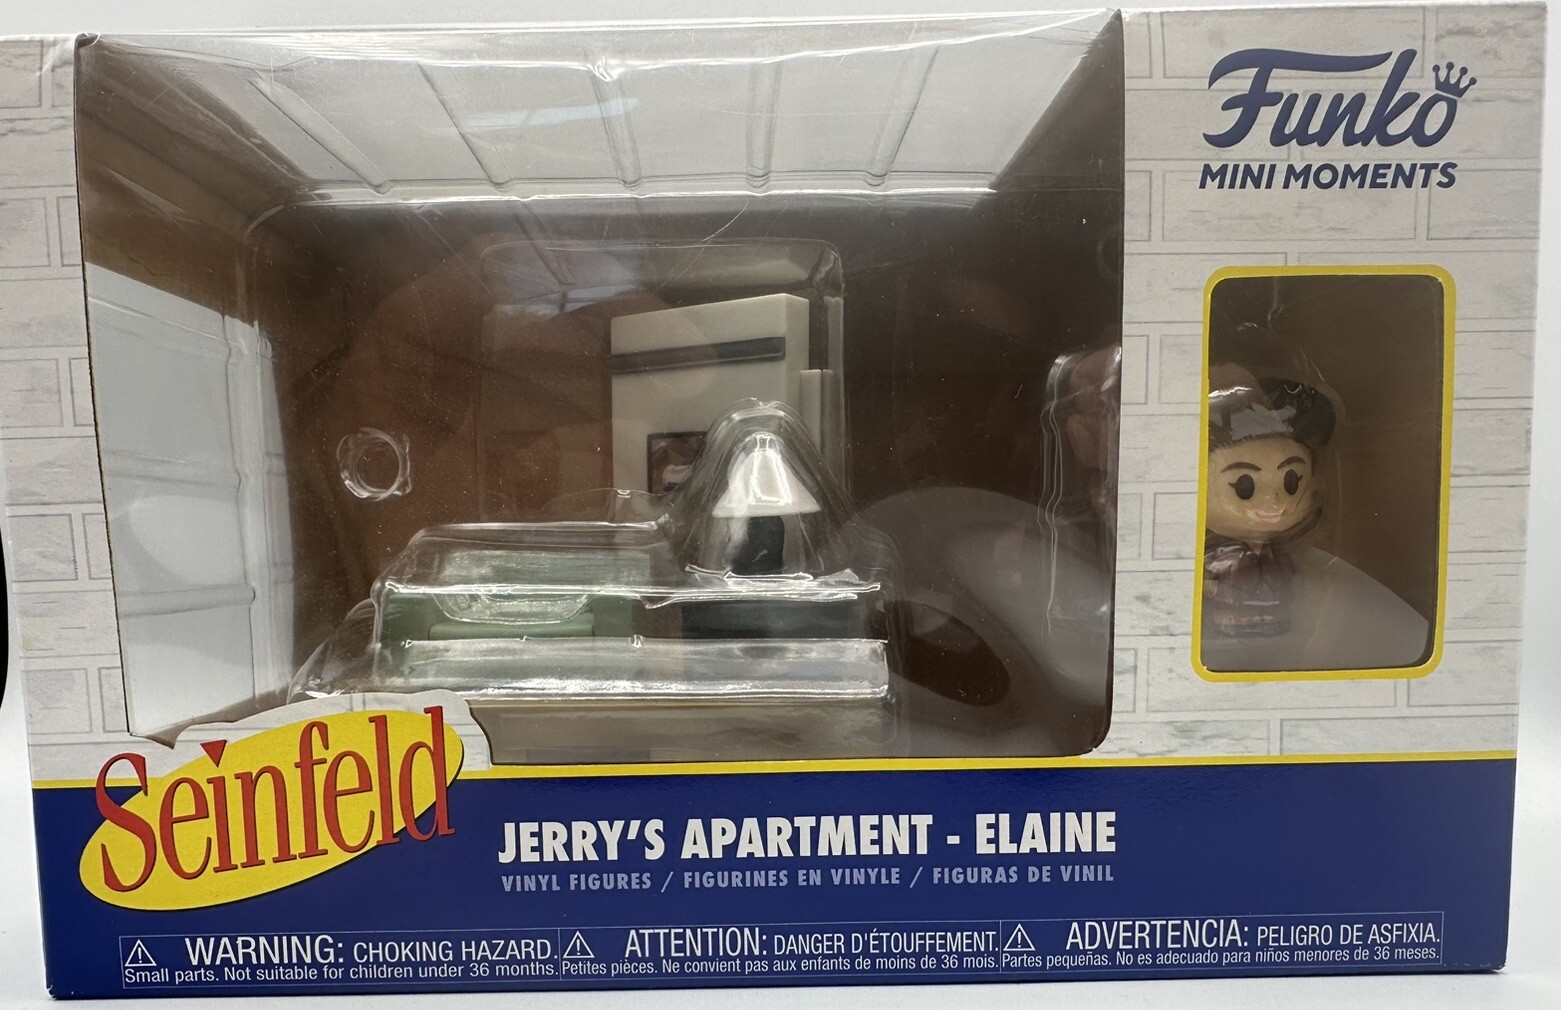 Funko
MINI MOMENTS
Seinfeld
JERRY'S APARTMENT - ELAINE
VINYL FIGURES / FIGURINES EN VINYLE / FIGURAS DE VINIL
WARNING: CHOKING HAZARD.
Small parts. Not suitable for children under 36 months.
ATTENTION: DANGER D'ÉTOUFFEMENT.
Petites pièces. Ne convient pas aux enfants de moins de 36 mois.
ADVERTENCIA: PELIGRO DE ASFIXIA.
Partes pequeñas. No es adecuado para niños menores de 36 meses.